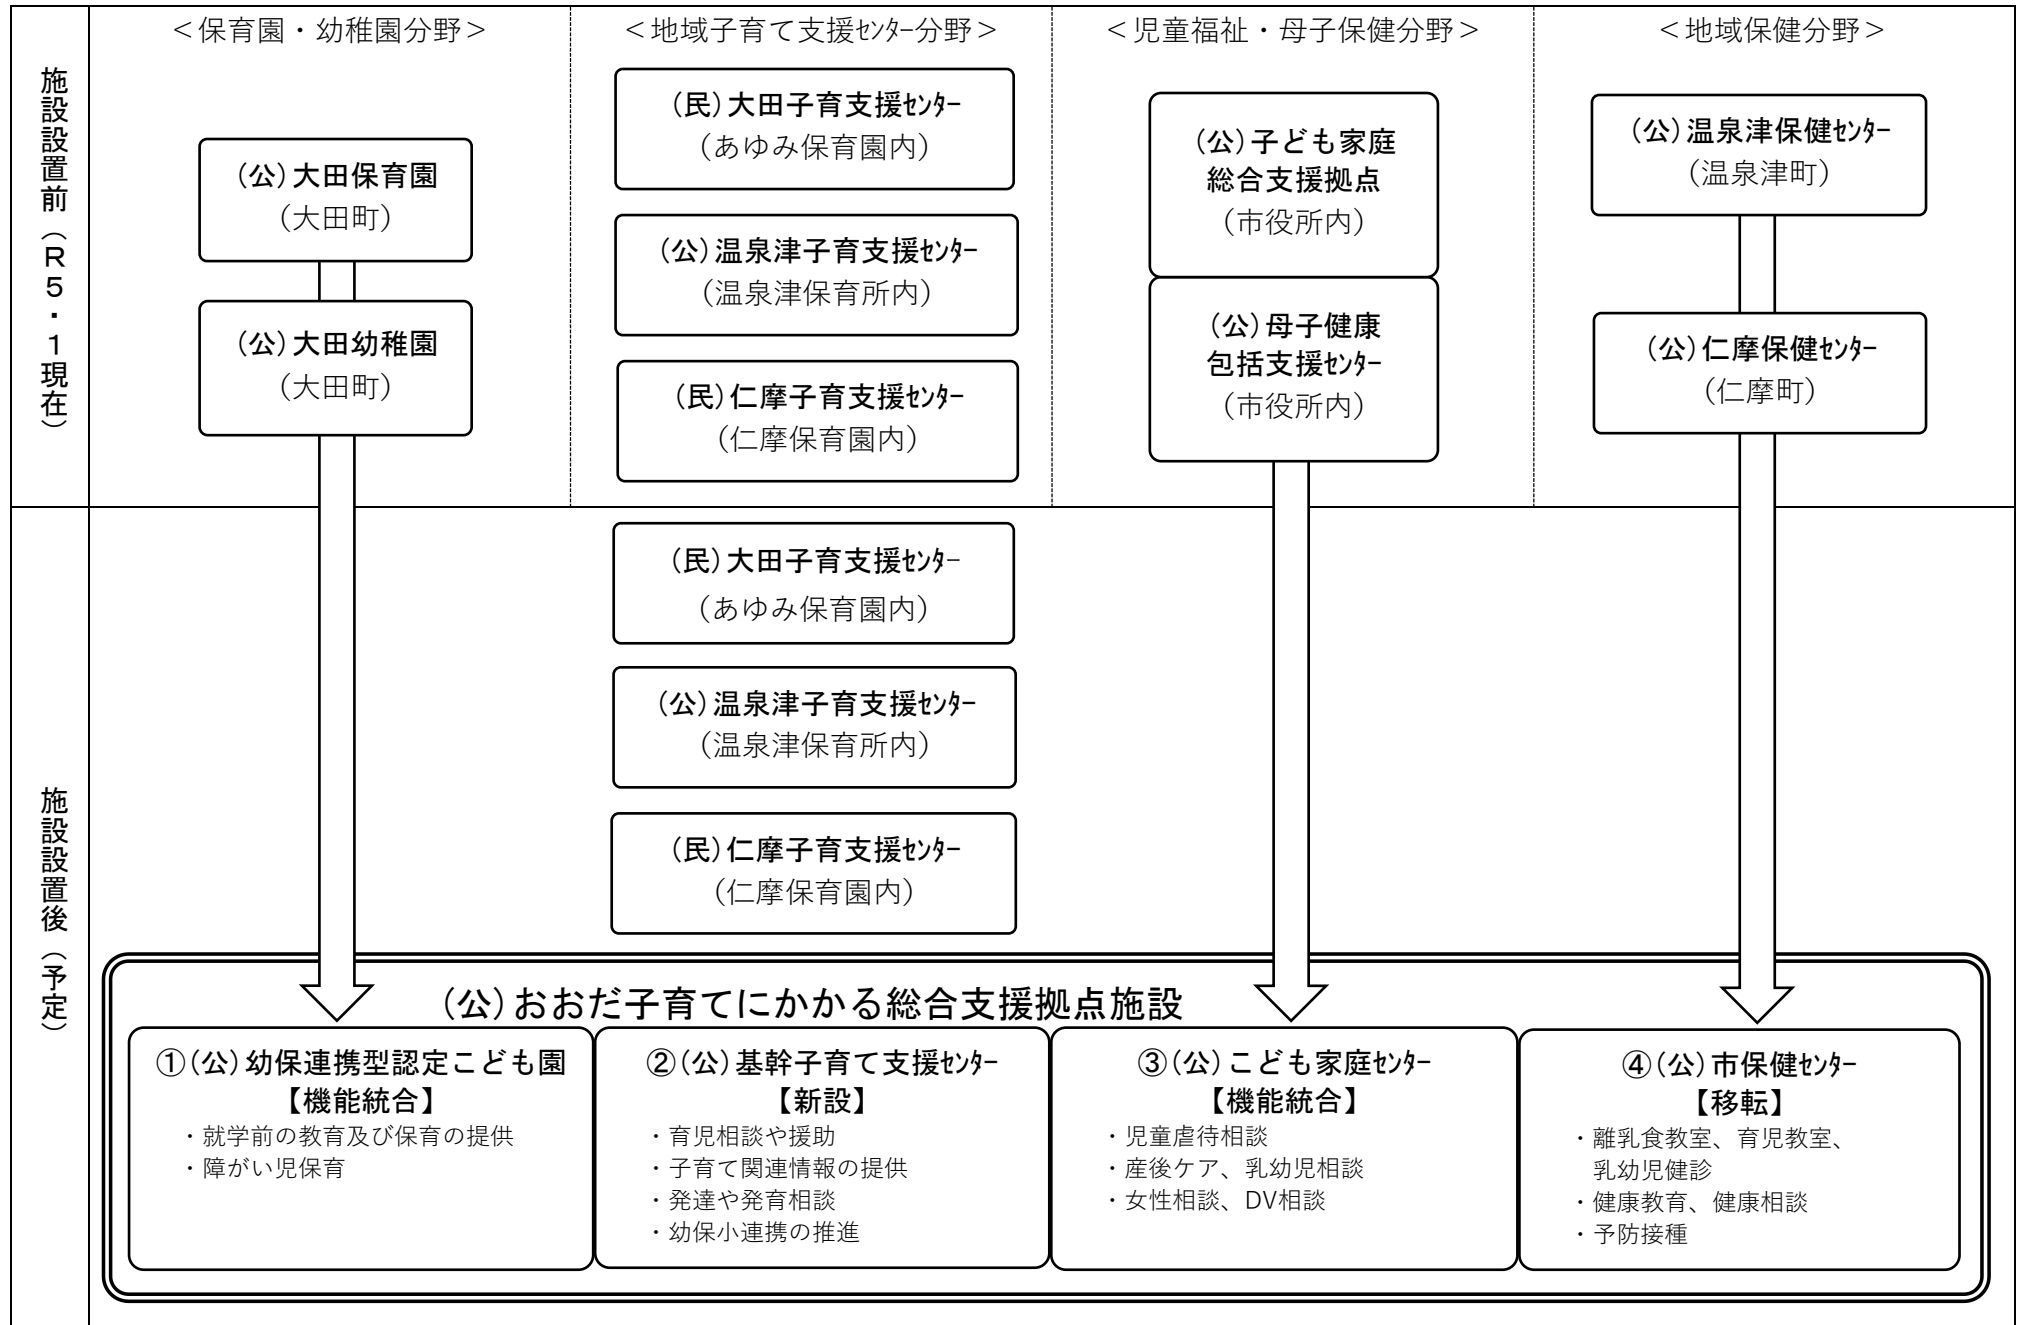 ＜保育園・幼稚園分野＞
＜地域子育て支援ｾﾝﾀｰ分野＞
＜児童福祉・母子保健分野＞
＜地域保健分野＞
施設設置前（Ｒ５・１現在）
(公)大田保育園
（大田町）
(公)大田幼稚園
（大田町）
(民)大田子育支援ｾﾝﾀｰ
（あゆみ保育園内）
(公)温泉津子育支援ｾﾝﾀｰ
（温泉津保育所内）
(民)仁摩子育支援ｾﾝﾀｰ
（仁摩保育園内）
(公)子ども家庭
総合支援拠点
（市役所内）
(公)母子健康
包括支援ｾﾝﾀｰ
（市役所内）
(公)温泉津保健ｾﾝﾀｰ
（温泉津町）
(公)仁摩保健ｾﾝﾀｰ
（仁摩町）
施設設置後（予定）
(民)大田子育支援ｾﾝﾀｰ
（あゆみ保育園内）
(公)温泉津子育支援ｾﾝﾀｰ
（温泉津保育所内）
(民)仁摩子育支援ｾﾝﾀｰ
（仁摩保育園内）
(公)おおだ子育てにかかる総合支援拠点施設
①(公)幼保連携型認定こども園
【機能統合】
・就学前の教育及び保育の提供
・障がい児保育
②(公)基幹子育て支援ｾﾝﾀｰ
【新設】
・育児相談や援助
・子育て関連情報の提供
・発達や発育相談
・幼保小連携の推進
③(公)こども家庭ｾﾝﾀｰ
【機能統合】
・児童虐待相談
・産後ケア、乳幼児相談
・女性相談、DV相談
④(公)市保健ｾﾝﾀｰ
【移転】
・離乳食教室、育児教室、
乳幼児健診
・健康教育、健康相談
・予防接種